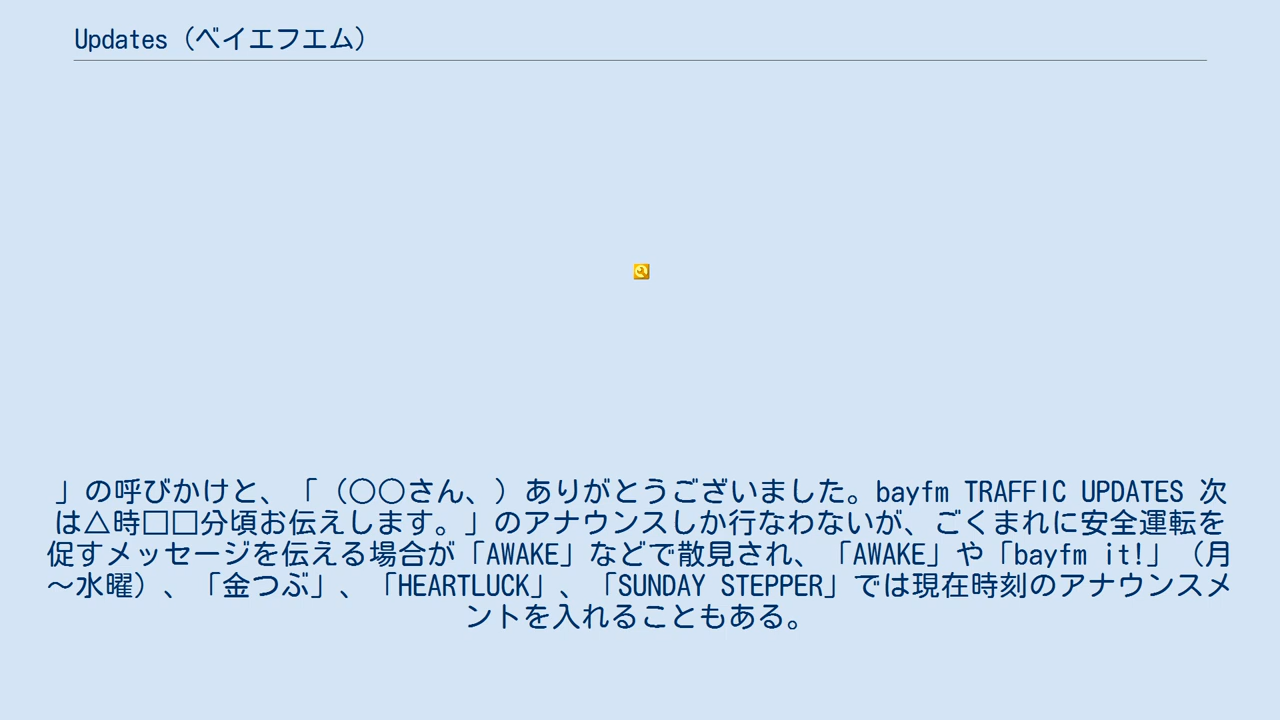 Updates（ベイエフエム）
」の呼びかけと、「（〇〇さん、）ありがとうございました。bayfm TRAFFIC UPDATES 次
は△時□□分頃お伝えします。」のアナウンスしか行なわないが、ごくまれに安全運転を
促すメッセージを伝える場合が「AWAKE」などで散見され、「AWAKE」や「bayfm it!」（月
～水曜）、「金つぶ」、「HEARTLUCK」、「SUNDAY STEPPER」では現在時刻のアナウンスメ
ントを入れることもある。